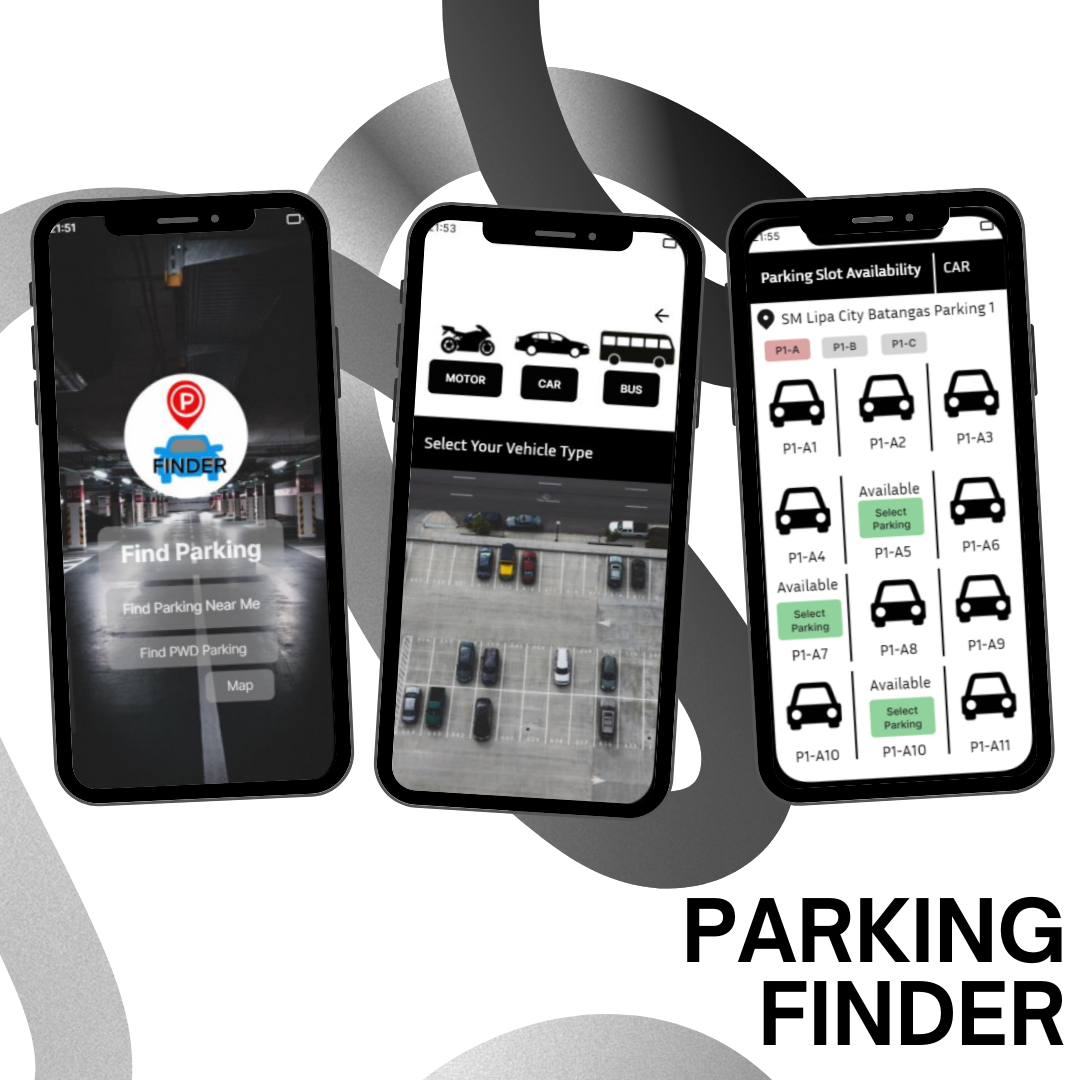 21:51
P
FINDER
Find Parking
Find Parking Near Me
Find PWD Parking
Map
21:53
MOTOR
CAR
BUS
Select Your Vehicle Type
21:55
Parking Slot Availability
CAR
SM Lipa City Batangas Parking 1
P1-A
P1-B
P1-C
P1-A1
P1-A2
P1-A3
P1-A4
Available
Select
Parking
P1-A5
P1-A6
Available
Select
Parking
P1-A7
P1-A8
P1-A9
P1-A10
Available
Select
Parking
P1-A10
P1-A11
PARKING
FINDER